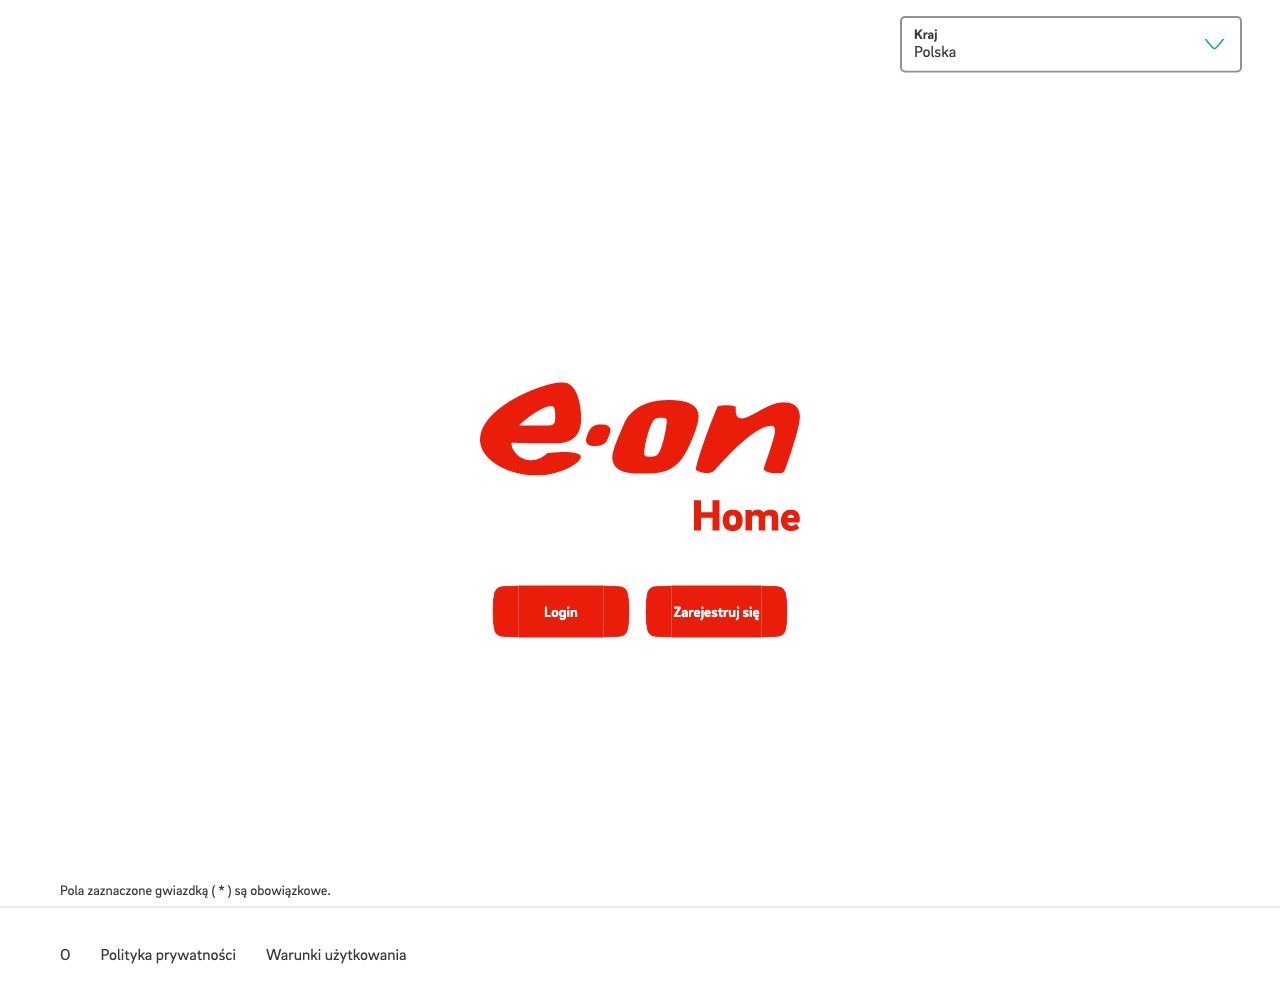 Kraj
Polska
e·on
Home
Login
Zarejestruj się
Pola zaznaczone gwiazdką ( * ) są obowiązkowe.
O
Polityka prywatności
Warunki użytkowania